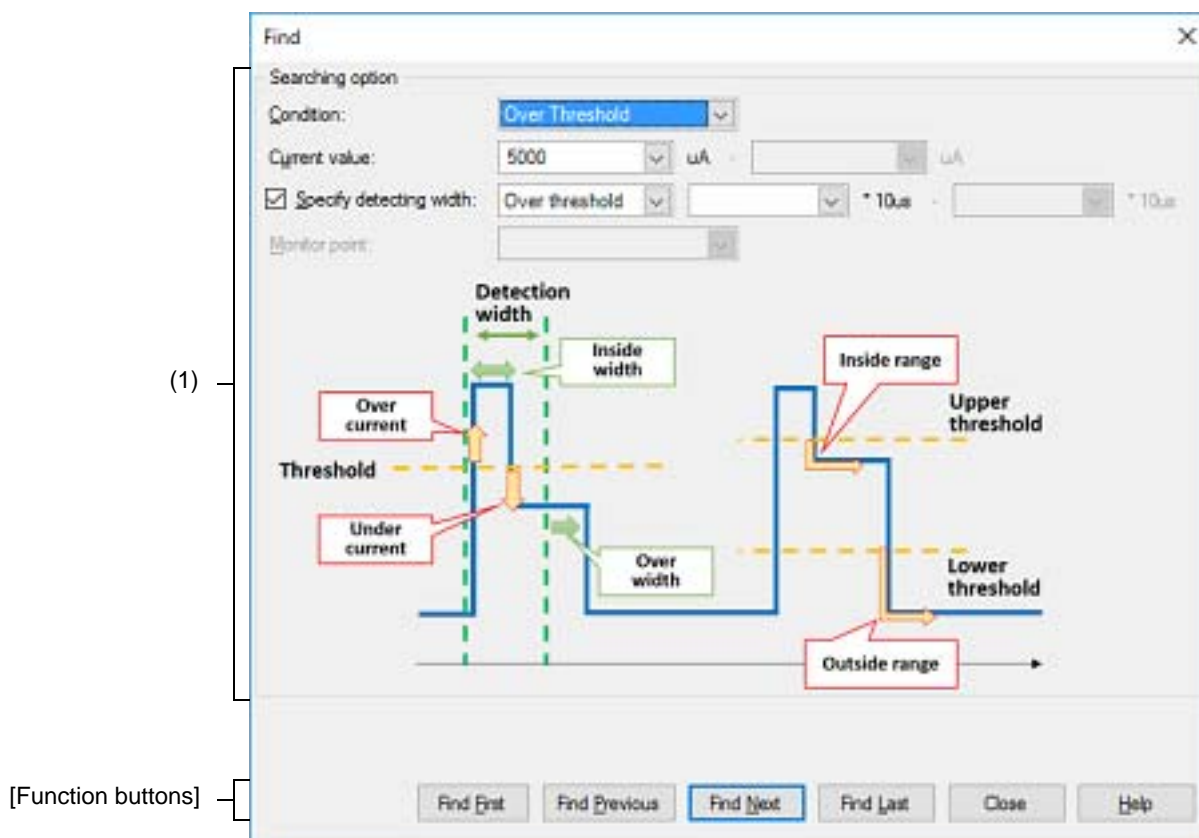 Find
Searching option
Condtion:
Over Threshold
Current value:
5000
uA - uA
Specify detecting width:
Over threshold
* 10us - * 10us
Monitor point:
Detection
width
Inside
width
Over
current
Threshold
Under
current
Over
width
Inside range
Upper
threshold
Lower
threshold
Outside range
(1)
[Function buttons]
Find First Find Previous Find Next Find Last Close Help